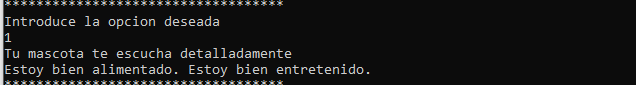 ***********************************
Introduce la opcion deseada
1
Tu mascota te escucha detalladamente
Estoy bien alimentado. Estoy bien entretenido.
***********************************